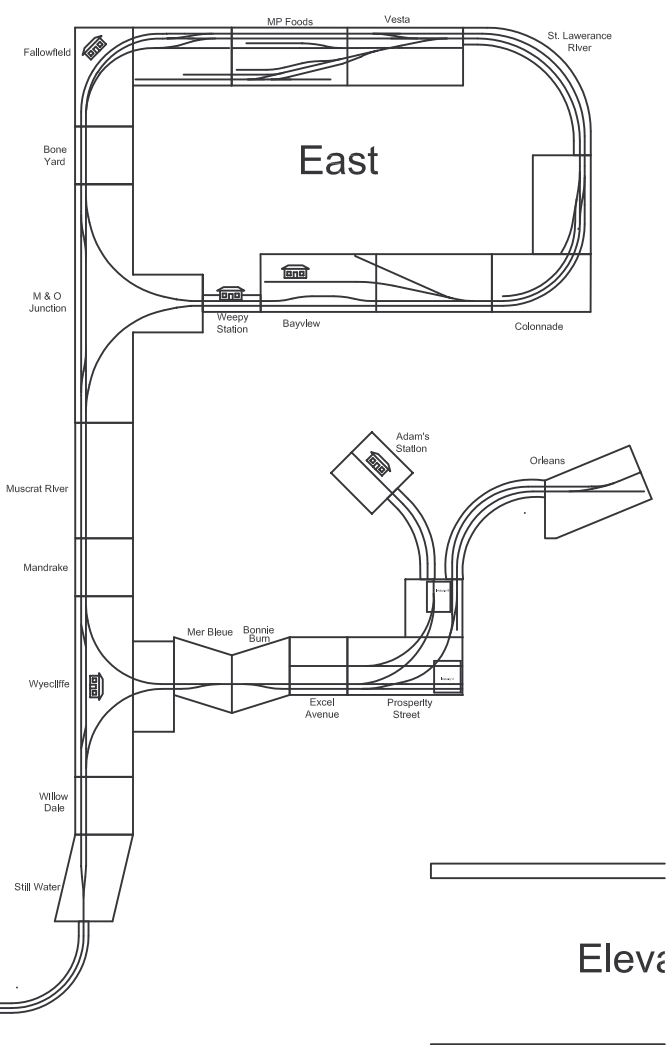 MP Foods
Vesta
St. Lawerance
River
Fallowfield
East
Bone
Yard
M & O
Junction
Weepy
Station
Bayview
Colonnade
Adam's
Station
Orleans
Muscrat River
Mandrake
Mer Bleue
Bonnie
Burn
Wyecliffe
Excel
Avenue
Prosperity
Street
Willow
Dale
Still Water
Eleva